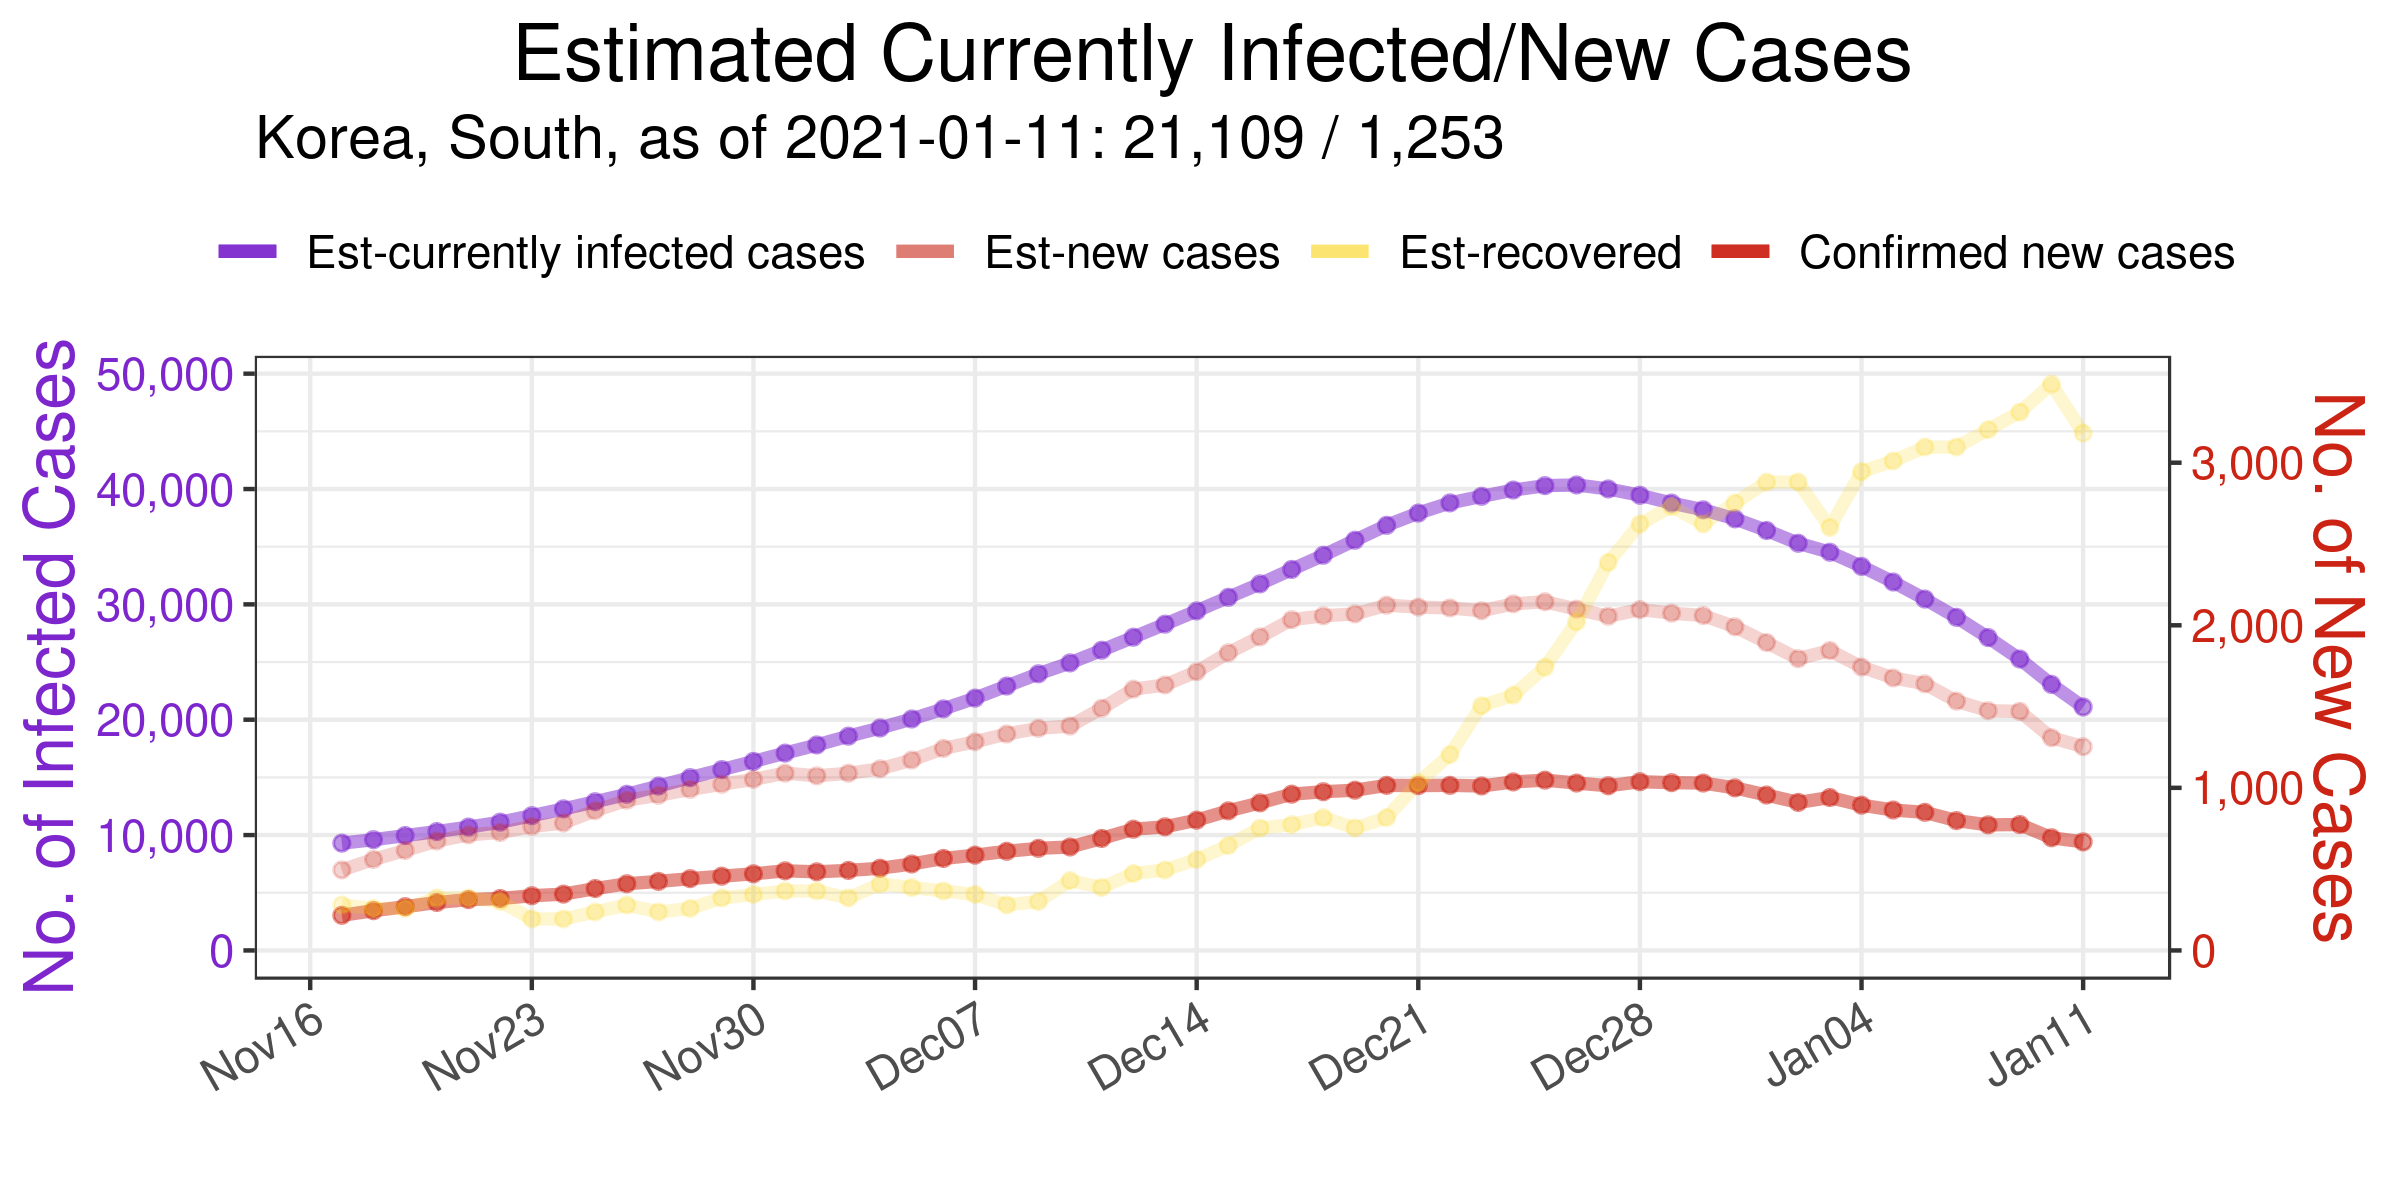 Estimated Currently Infected/New Cases
Korea, South, as of 2021-01-11: 21,109 / 1,253
Est-currently infected cases Est-new cases Est-recovered Confirmed new cases
No. of Infected Cases
50,000
40,000
30,000
20,000
10,000
0
3,000
2,000
1,000
0
No. of New Cases
Nov16 Nov23 Nov30 Dec07 Dec14 Dec21 Dec28 Jan04 Jan11